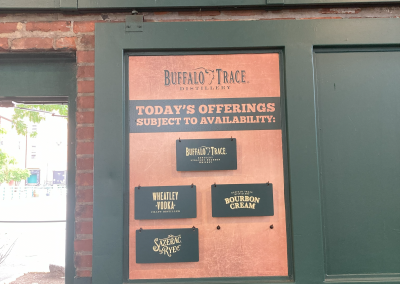 BUFFALO TRACE
DISTILLERY
TODAY'S OFFERINGS
SUBJECT TO AVAILABILITY:
BUFFALO TRACE
WHEATLEY
VODKA
BOURBON
CREAM
SAZERAC
RYE